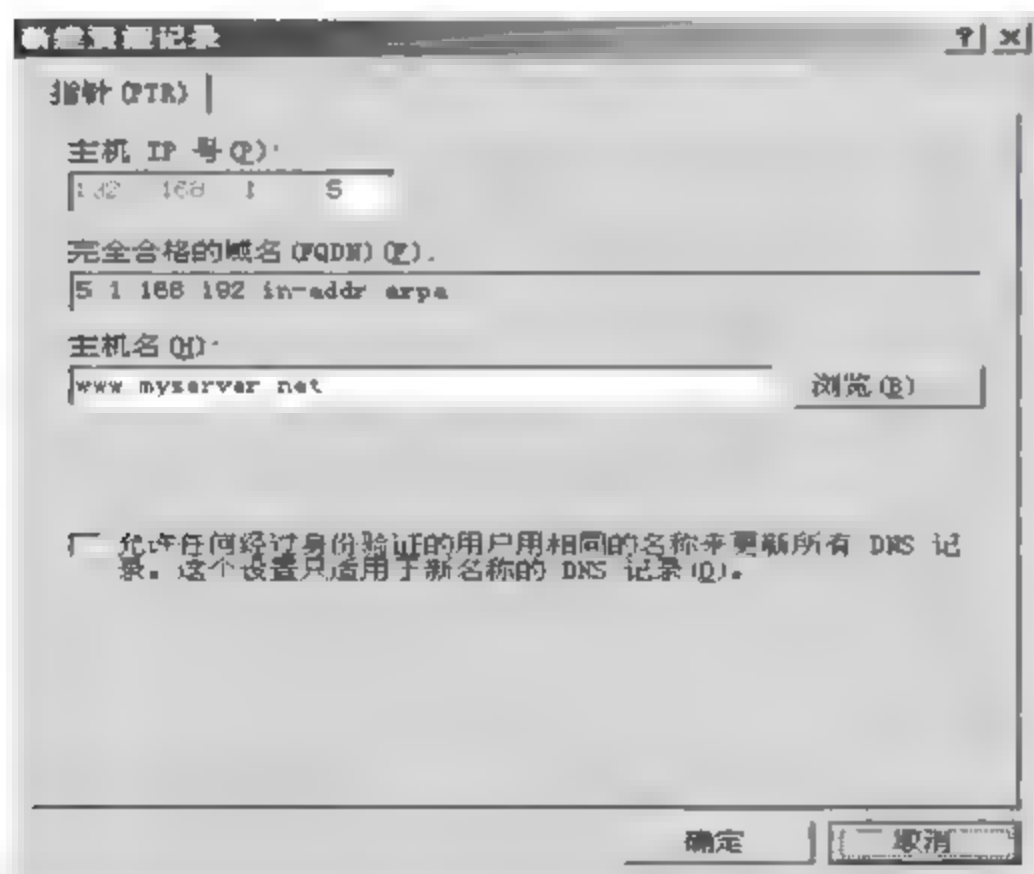 新建资源记录
指针(PTR)
主机 IP 号(P):
192 168 1 5
完全合格的域名(FQDN)(F).
5 1 168 192 in-addr arpa
主机名(H):
www myserver net
浏览(B)
允许任何经过身份验证的用户用相同的名称来更新所有 DNS 记
录。这个设置只适用于新名称的 DNS 记录(O)。
确定
取消